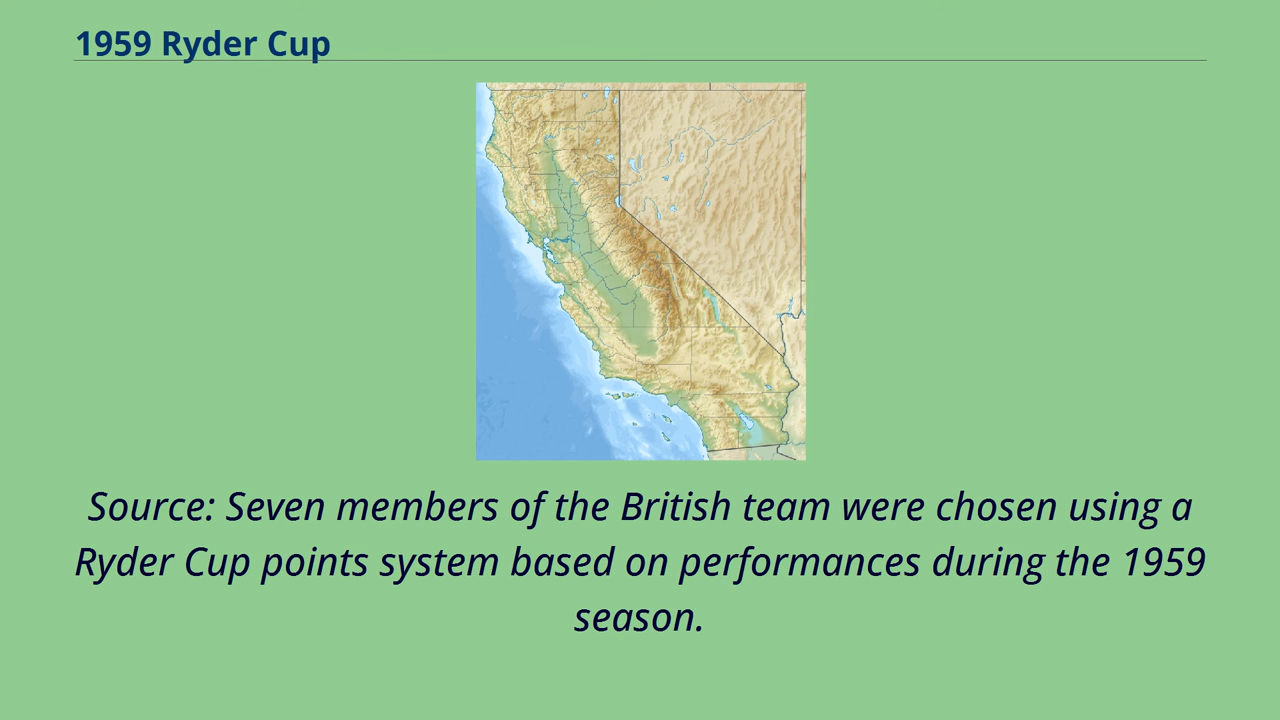 1959 Ryder Cup
Source: Seven members of the British team were chosen using a
Ryder Cup points system based on performances during the 1959
season.